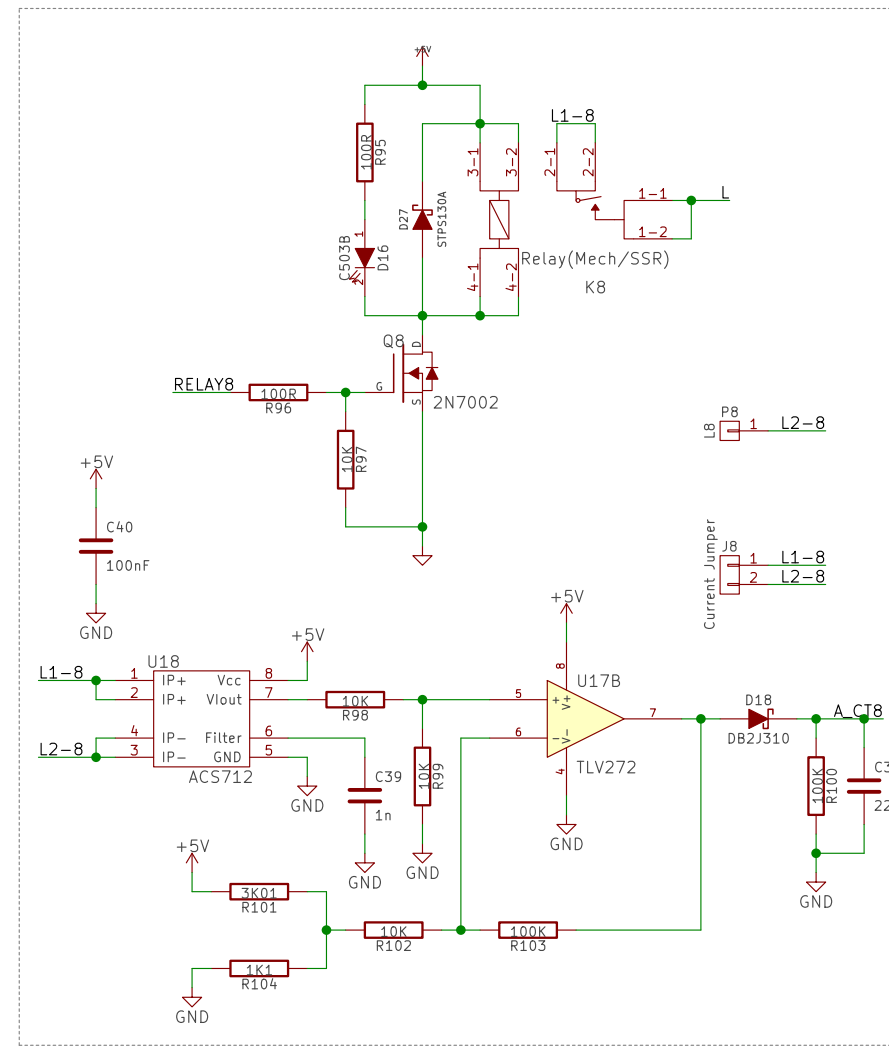 +5V
L1-8
100R
R95
3-1
3-2
2-1
2-2
1-1
L
1-2
D27
STPS130A
1
C503B
D16
2
Relay(Mech/SSR)
K8
4-1
4-2
Q8
D
G
S
2N7002
RELAY8
100R
R96
10K
R97
P8
L8
1
L2-8
+5V
C40
100nF
GND
Current Jumper
J8
1
L1-8
2
L2-8
+5V
+5V
U18
L1-8
1
IP+
Vcc
8
2
IP+
VIout
7
10K
R98
L2-8
4
IP-
Filter
6
3
IP-
GND
5
ACS712
GND
C39
1n
GND
10K
R99
GND
8
U17B
5
+
V+
6
-
V-
7
4
TLV272
GND
D18
DB2J310
A_CT8
100K
R100
C3
22
GND
+5V
3K01
R101
10K
R102
100K
R103
1K1
R104
GND